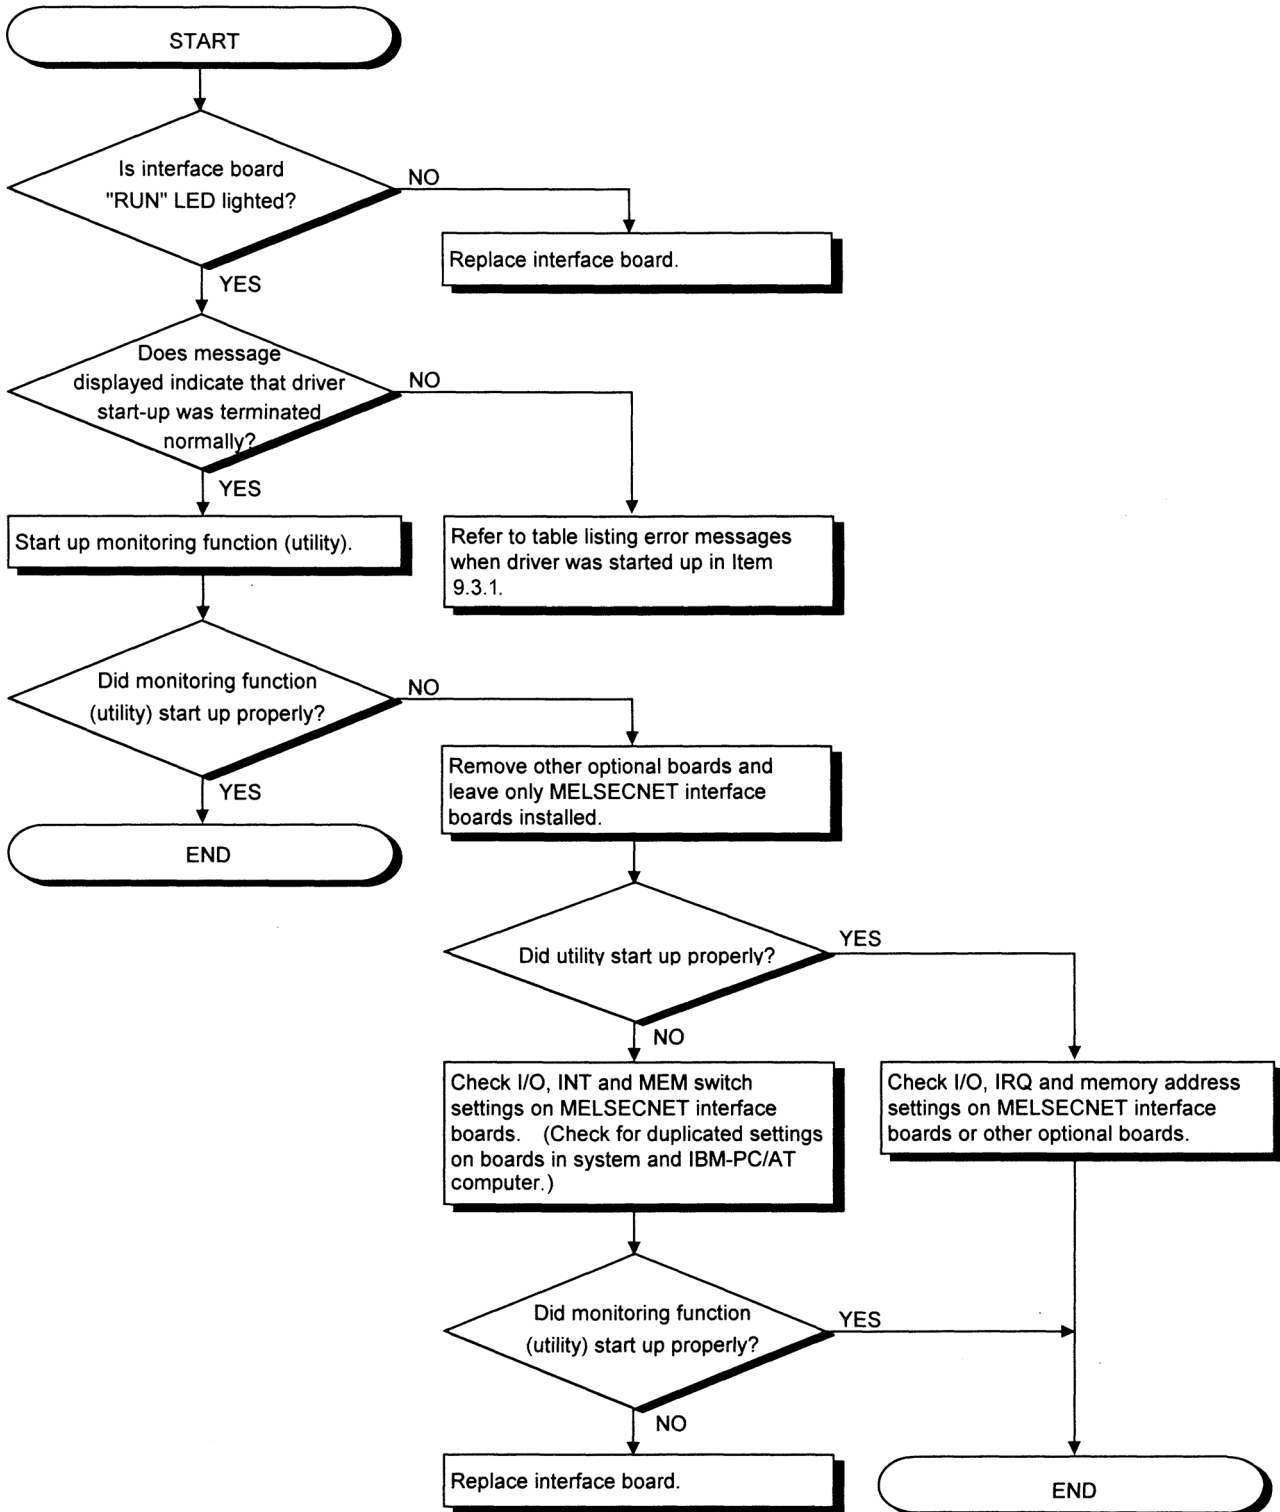 START
Is interface board
"RUN" LED lighted?
NO
Replace interface board.
YES
Does message
displayed indicate that driver
start-up was terminated
normally?
NO
YES
Start up monitoring function (utility).
Refer to table listing error messages
when driver was started up in Item
9.3.1.
Did monitoring function
(utility) start up properly?
NO
YES
Remove other optional boards and
leave only MELSECNET interface
boards installed.
END
Did utility start up properly?
YES
NO
Check I/O, INT and MEM switch
settings on MELSECNET interface
boards. (Check for duplicated settings
on boards in system and IBM-PC/AT
computer.)
Check I/O, IRQ and memory address
settings on MELSECNET interface
boards or other optional boards.
Did monitoring function
(utility) start up properly?
YES
NO
Replace interface board.
END